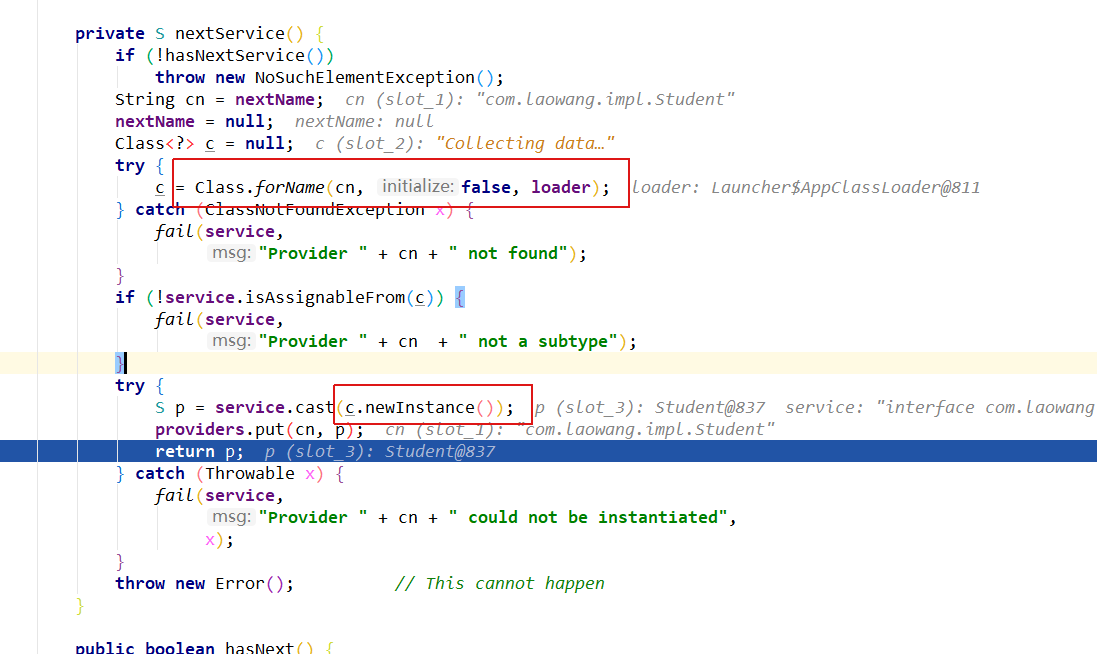 private S nextService() {
if (!hasNextService())
throw new NoSuchElementException();
String cn = nextName; cn (slot_1): "com.laowang.impl.Student"
nextName = null; nextName: null
Class<?> c = null; c (slot_2): "Collecting data…"
try {
c = Class.forName(cn, initialize: false, loader); loader: Launcher$AppClassLoader@811
} catch (ClassNotFoundException x) {
fail(service,
msg: "Provider " + cn + " not found");
}
if (!service.isAssignableFrom(c)) {
fail(service,
msg: "Provider " + cn + " not a subtype");
}
try {
S p = service.cast(c.newInstance()); p (slot_3): Student@837 service: "interface com.laowang
providers.put(cn, p); cn (slot_1): "com.laowang.impl.Student"
return p; p (slot_3): Student@837
} catch (Throwable x) {
fail(service,
msg: "Provider " + cn + " could not be instantiated",
x);
}
throw new Error(); // This cannot happen
}
public boolean hasNext() {